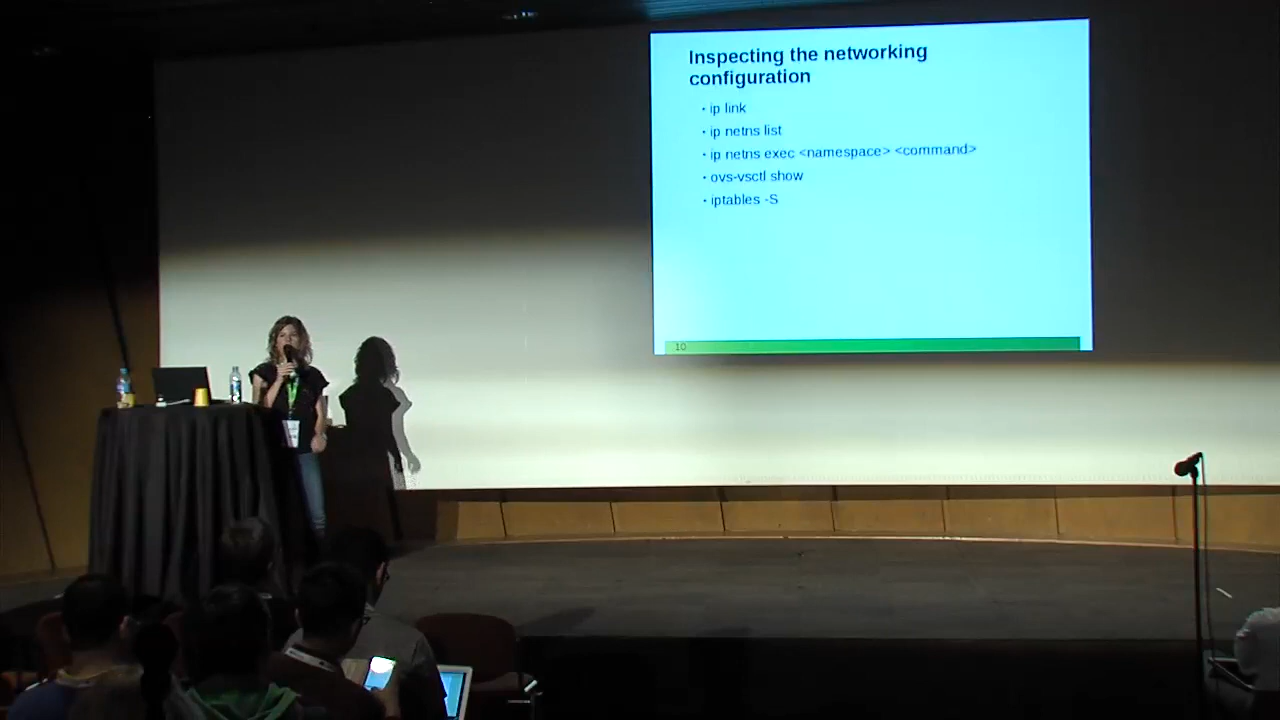 Inspecting the networking
configuration
· ip link
· ip netns list
· ip netns exec <namespace> <command>
· ovs-vsctl show
· iptables -S
10